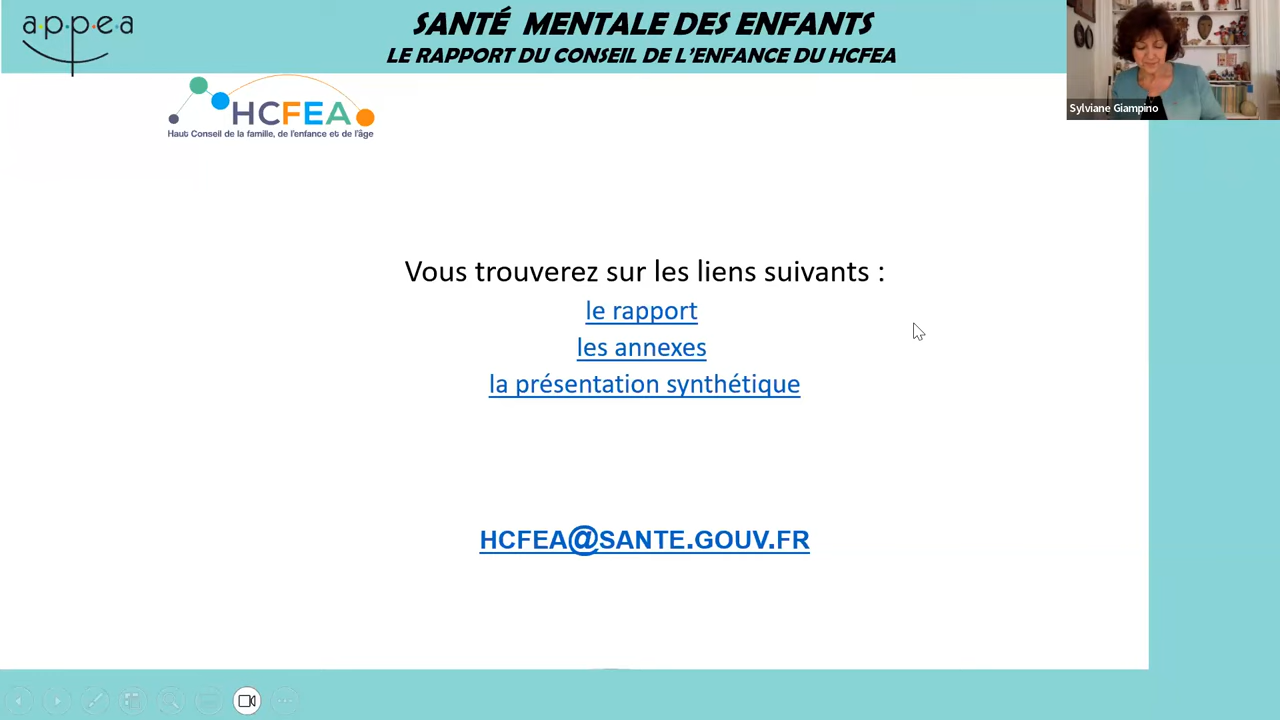 a·p·p·e·a
SANTÉ MENTALE DES ENFANTS
LE RAPPORT DU CONSEIL DE L'ENFANCE DU HCFEA
Sylviane Giampino
HCFEA
Haut Conseil de la famille, de l'enfance et de l'âge
Vous trouverez sur les liens suivants :
le rapport
les annexes
la présentation synthétique
HCFEA@SANTE.GOUV.FR